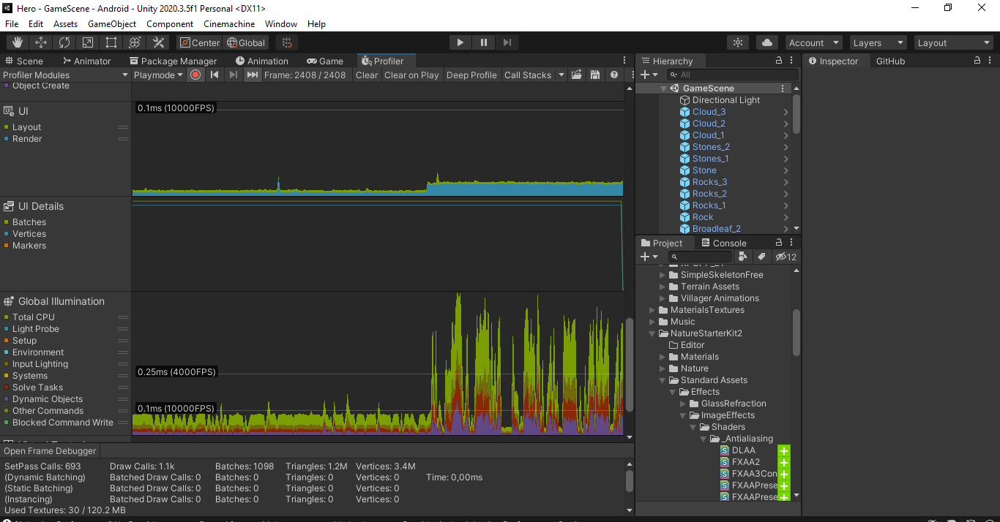 Hero - GameScene - Android - Unity 2020.3.5f1 Personal <DX11>
File Edit Assets GameObject Component Cinemachine Window Help
Center Global Account Layers Layout
Scene Animator Package Manager Animation Game Profiler
Profiler Modules Playmode Frame: 2408 / 2408 Clear Clear on Play Deep Profile Call Stacks
Object Create
UI
Layout
Render
0.1ms (10000FPS)
UI Details
Batches
Vertices
Markers
Global Illumination
Total CPU
Light Probe
Setup
Environment
Input Lighting
Systems
Solve Tasks
Dynamic Objects
Other Commands
Blocked Command Write
0.25ms (4000FPS)
0.1ms (10000FPS)
Open Frame Debugger
SetPass Calls: 693 Draw Calls: 1.1k Batches: 1098 Triangles: 1.2M Vertices: 3.4M
(Dynamic Batching) Batched Draw Calls: 0 Batches: 0 Triangles: 0 Vertices: 0 Time: 0,00ms
(Static Batching) Batched Draw Calls: 0 Batches: 0 Triangles: 0 Vertices: 0
(Instancing) Batched Draw Calls: 0 Batches: 0 Triangles: 0 Vertices: 0
Used Textures: 30 / 120.2 MB
Hierarchy
All
GameScene
Directional Light
Cloud_3
Cloud_2
Cloud_1
Stones_2
Stones_1
Stone
Rocks_3
Rocks_2
Rocks_1
Rock
Broadleaf_2
Project Console
12
SimpleSkeletonFree
Terrain Assets
Villager Animations
MaterialsTextures
Music
NatureStarterKit2
Editor
Materials
Nature
Standard Assets
Effects
GlassRefraction
ImageEffects
Shaders
_Antialiasing
DLAA
FXAA2
FXAA3Con
FXAAPrese
FXAAPrese
Inspector GitHub